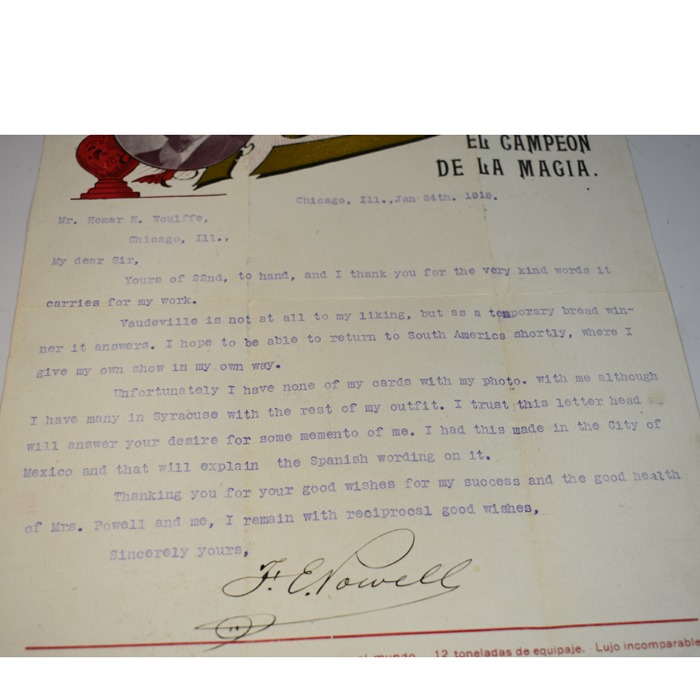 EL CAMPEON
DE LA MAGIA.
Chicago, Ill.,Jan 24th. 1918.
Mr. Homer H. Woulffe,
Chicago, Ill.,
My dear Sir,
Yours of 22nd, to hand, and I thank you for the very kind words it
carries for my work.
Vaudeville is not at all to my liking, but as a temporary bread win-
ner it answers. I hope to be able to return to South America shortly, where I
give my own show in my own way.
Unfortunately I have none of my cards with my photo. with me although
I have many in Syracuse with the rest of my outfit. I trust this letter head
will answer your desire for some memento of me. I had this made in the City of
Mexico and that will explain the Spanish wording on it.
Thanking you for your good wishes for my success and the good health
of Mrs. Powell and me, I remain with reciprocal good wishes,
Sincerely yours,
F. E. Powell
mundo. 12 toneladas de equipaje. Lujo incomparable